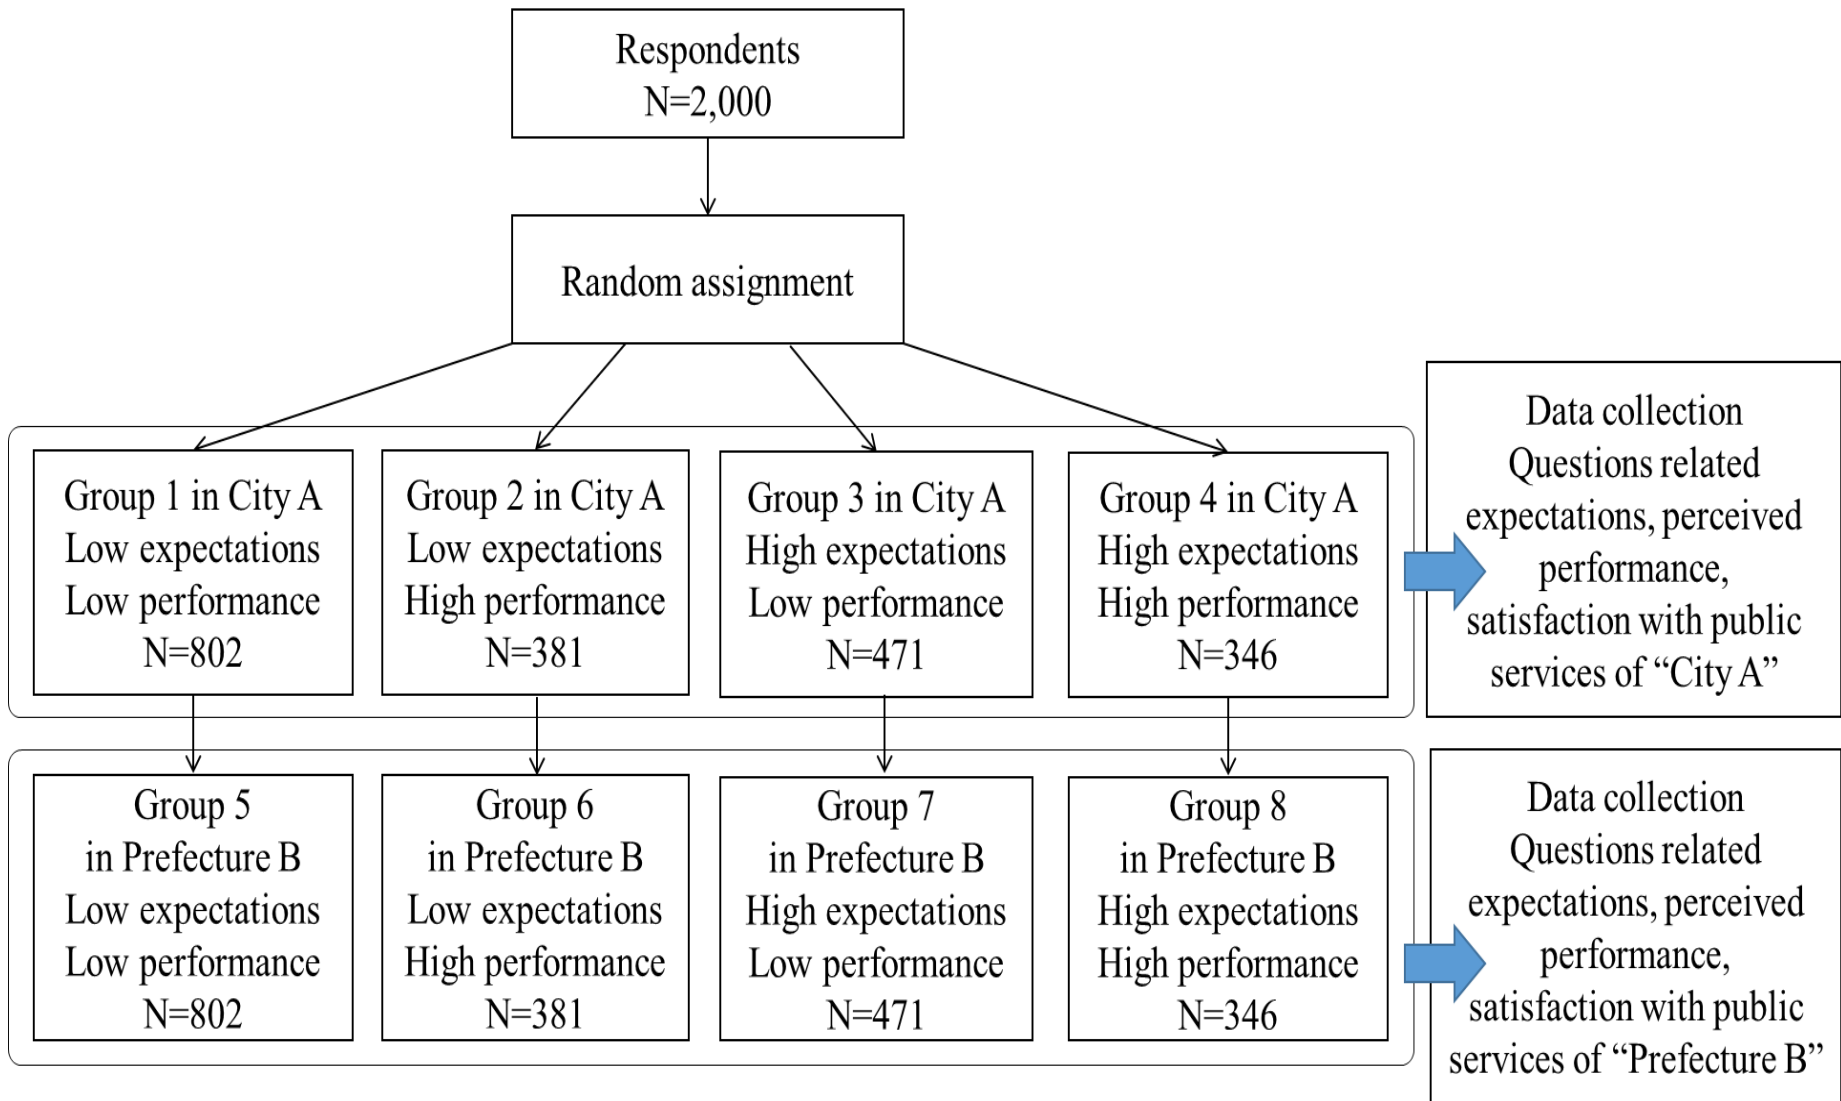 Respondents
N=2,000
Random assignment
Group 1 in City A
Low expectations
Low performance
N=802
Group 2 in City A
Low expectations
High performance
N=381
Group 3 in City A
High expectations
Low performance
N=471
Group 4 in City A
High expectations
High performance
N=346
Data collection
Questions related
expectations, perceived
performance,
satisfaction with public
services of “City A”
Group 5
in Prefecture B
Low expectations
Low performance
N=802
Group 6
in Prefecture B
Low expectations
High performance
N=381
Group 7
in Prefecture B
High expectations
Low performance
N=471
Group 8
in Prefecture B
High expectations
High performance
N=346
Data collection
Questions related
expectations, perceived
performance,
satisfaction with public
services of “Prefecture B”